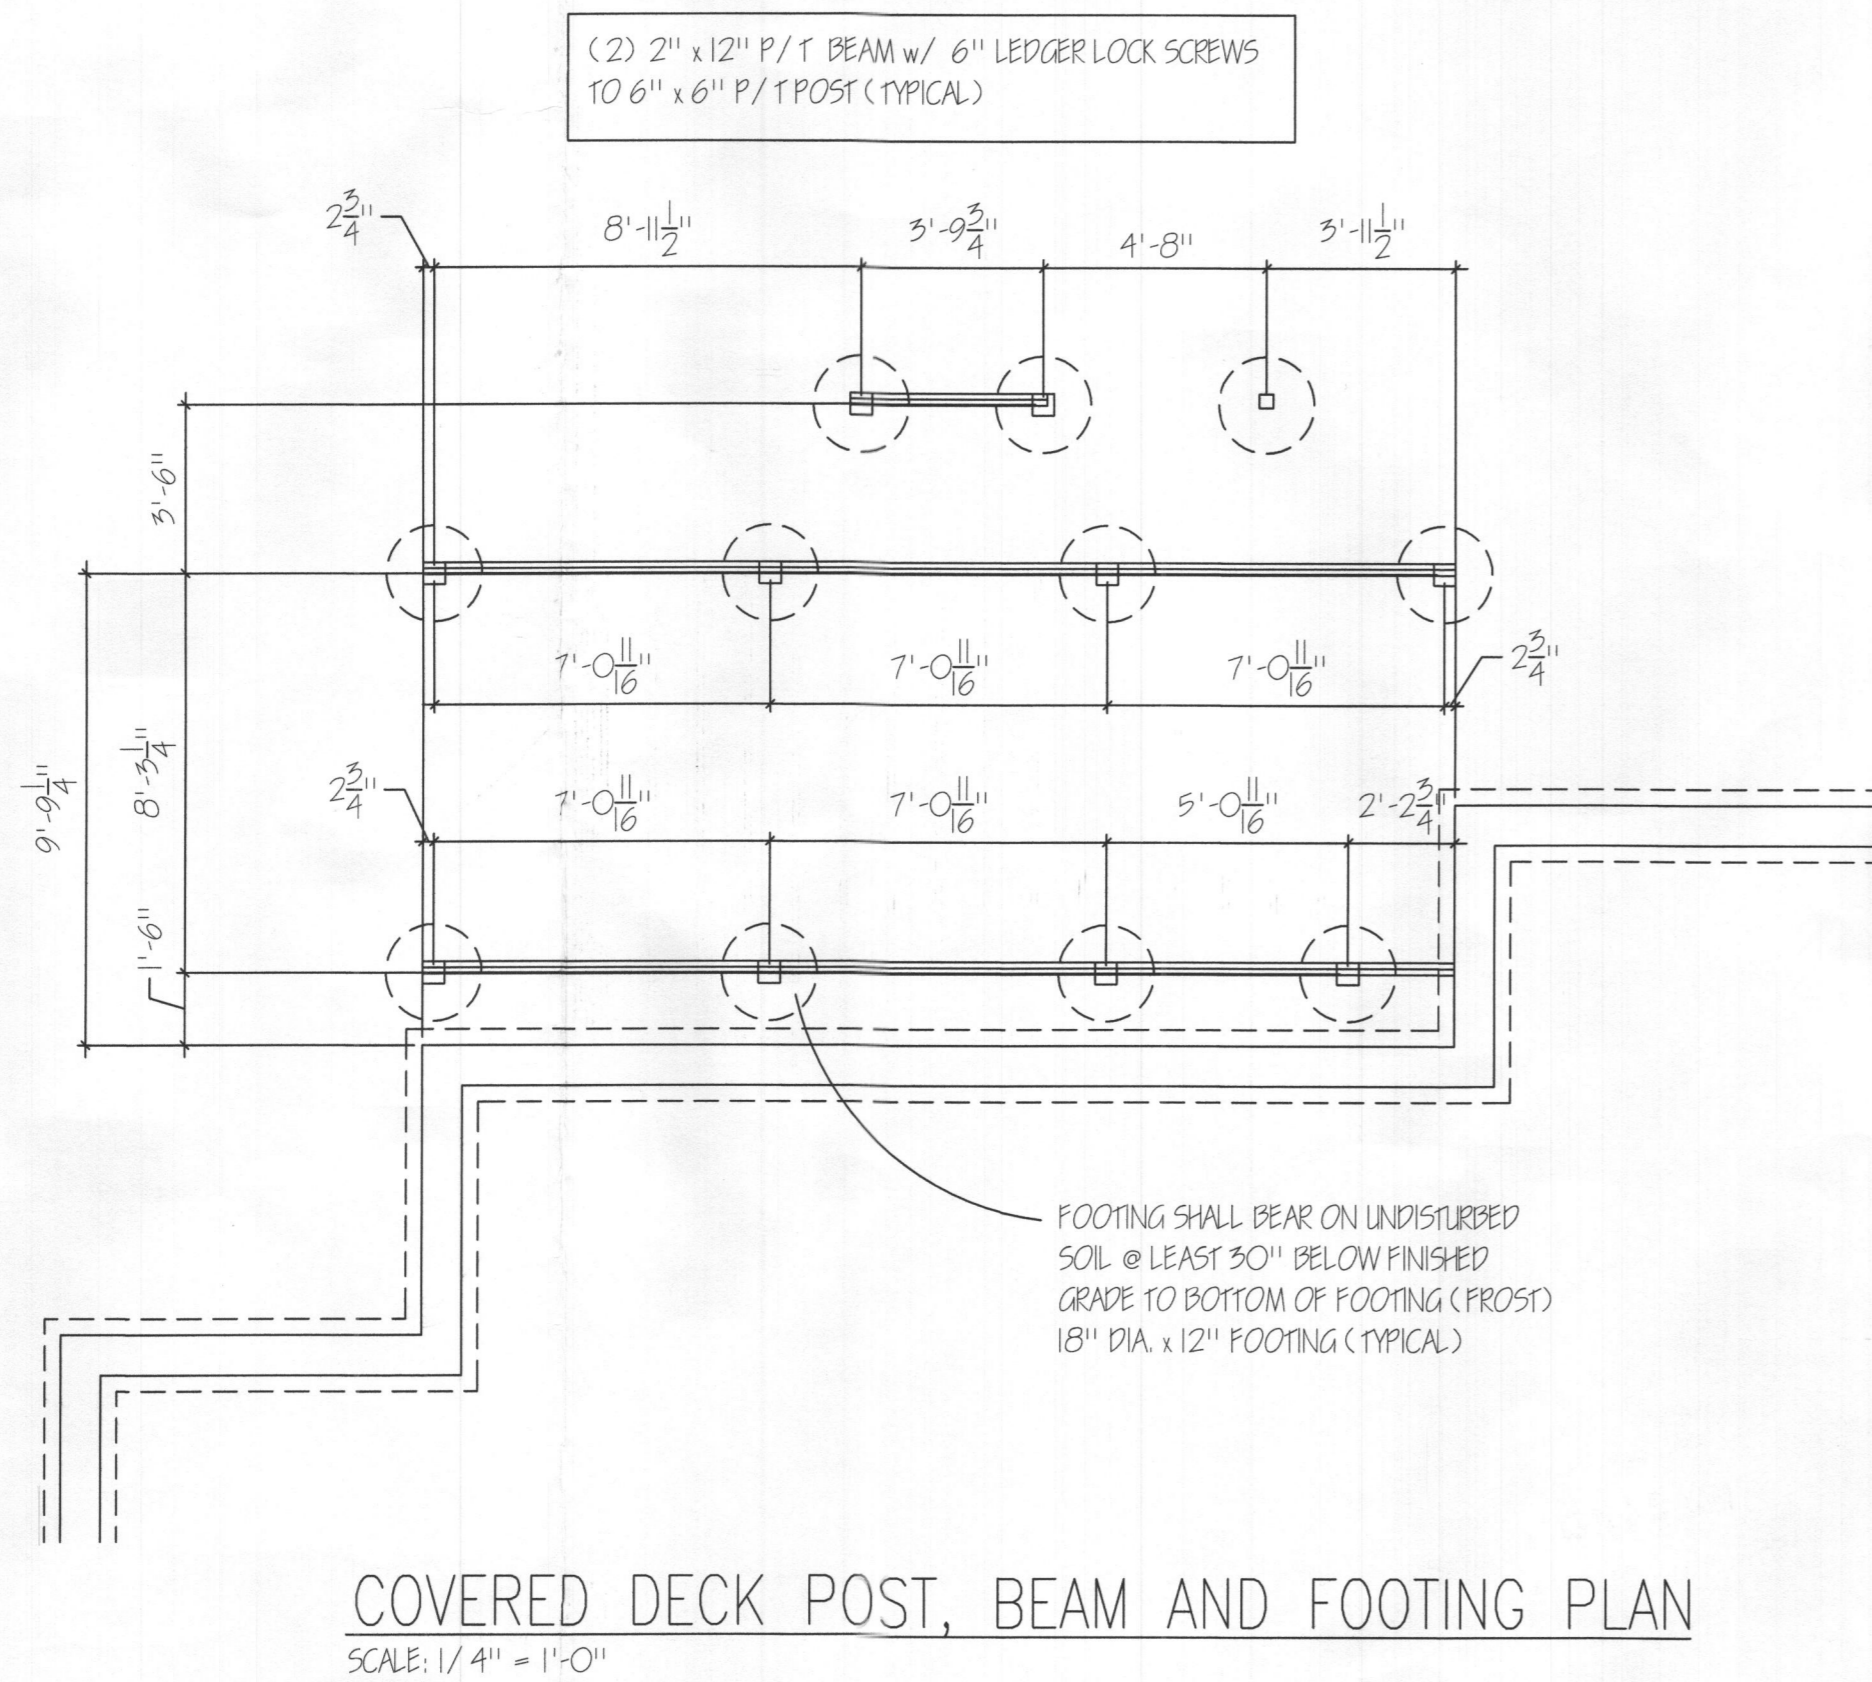 (2) 2" x 12" P/T BEAM w/ 6" LEDGER LOCK SCREWS
TO 6" x 6" P/T POST (TYPICAL)
2 3/4"
8'-11 1/2"
3'-9 3/4"
4'-8"
3'-11 1/2"
3'-6"
7'-0 11/16"
7'-0 11/16"
7'-0 11/16"
2 3/4"
9'-9 1/4"
8'-3 1/4"
2 3/4"
7'-0 11/16"
7'-0 11/16"
5'-0 11/16"
2'-2 3/4"
1'-6"
FOOTING SHALL BEAR ON UNDISTURBED
SOIL @ LEAST 30" BELOW FINISHED
GRADE TO BOTTOM OF FOOTING (FROST)
18" DIA. x 12" FOOTING (TYPICAL)
COVERED DECK POST, BEAM AND FOOTING PLAN
SCALE: 1/4" = 1'-0"